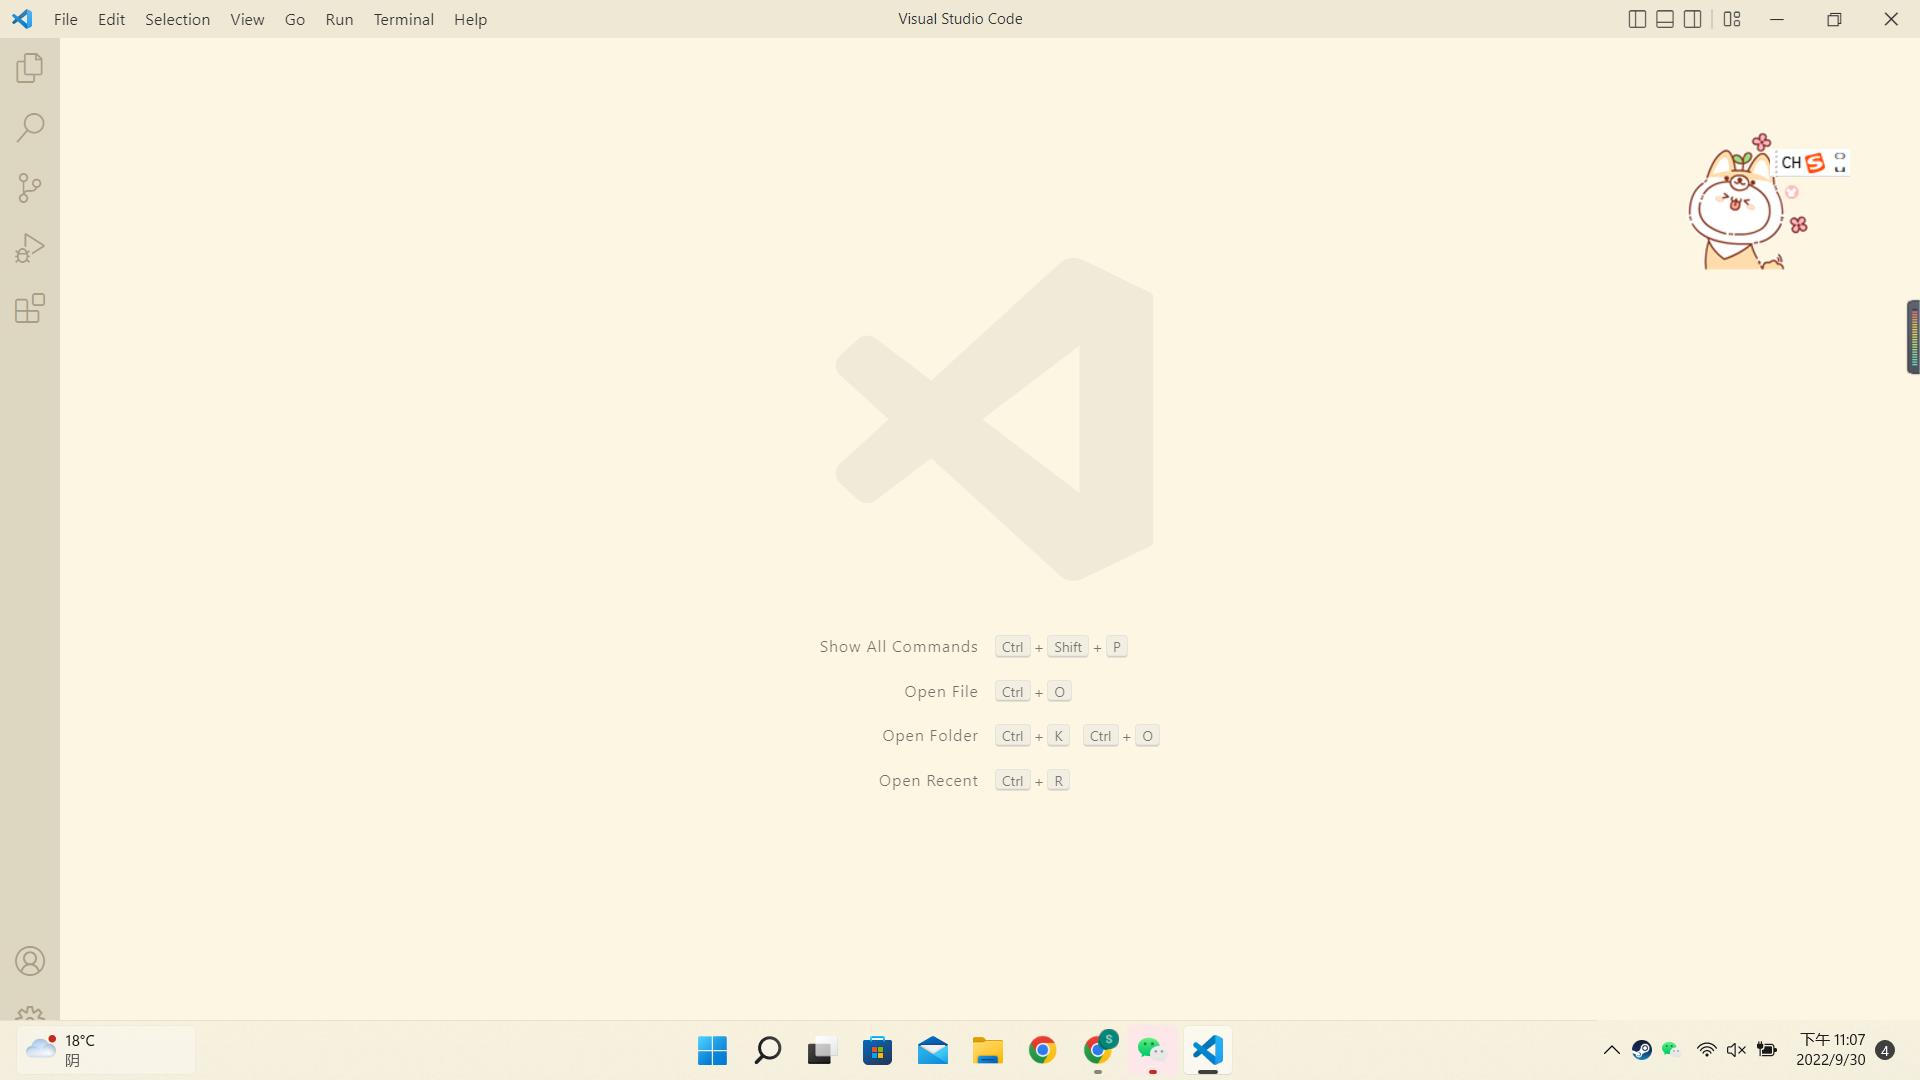 File Edit Selection View Go Run Terminal Help Visual Studio Code
CH S
Show All Commands Ctrl + Shift + P
Open File Ctrl + O
Open Folder Ctrl + K Ctrl + O
Open Recent Ctrl + R
18°C
阴
S
下午 11:07
2022/9/30 4